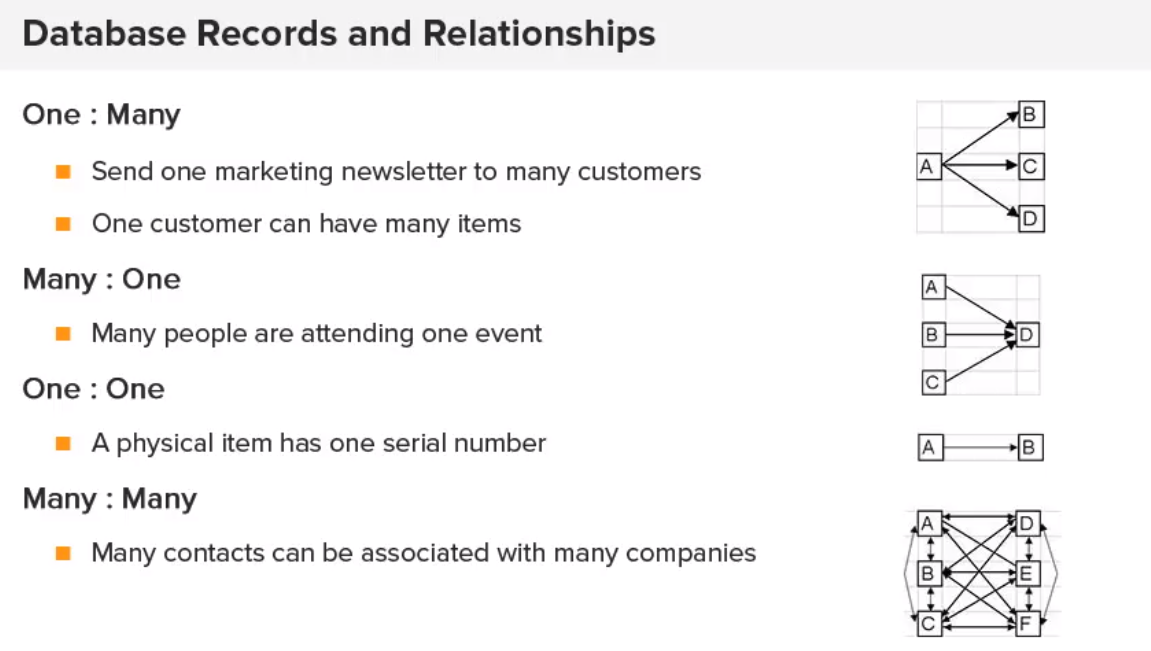 Database Records and Relationships
One : Many
Send one marketing newsletter to many customers
One customer can have many items
B
A
C
D
Many : One
Many people are attending one event
A
B
D
C
One : One
A physical item has one serial number
A
B
Many : Many
Many contacts can be associated with many companies
A
D
B
E
C
F